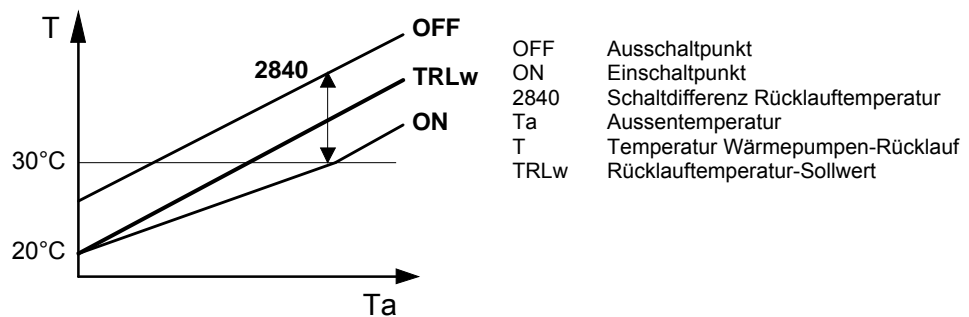 T
OFF
2840
TRLw
ON
30°C
20°C
Ta
OFF Ausschaltpunkt
ON Einschaltpunkt
2840 Schaltdifferenz Rücklauftemperatur
Ta Aussentemperatur
T Temperatur Wärmepumpen-Rücklauf
TRLw Rücklauftemperatur-Sollwert